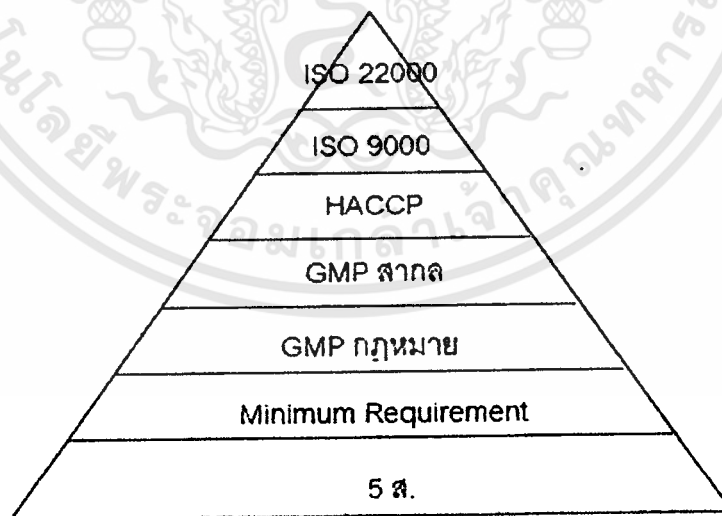 ISO 22000
ISO 9000
HACCP
GMP สากล
GMP กฎหมาย
Minimum Requirement
5 ส.